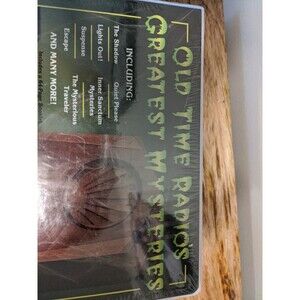 OLD TIME RADIO'S
GREATEST MYSTERIES
INCLUDING:
The Shadow
Quiet Please
Lights Out!
Inner Sanctum
Mysteries
Suspense
The Mysterious
Traveler
Escape
AND MANY MORE!